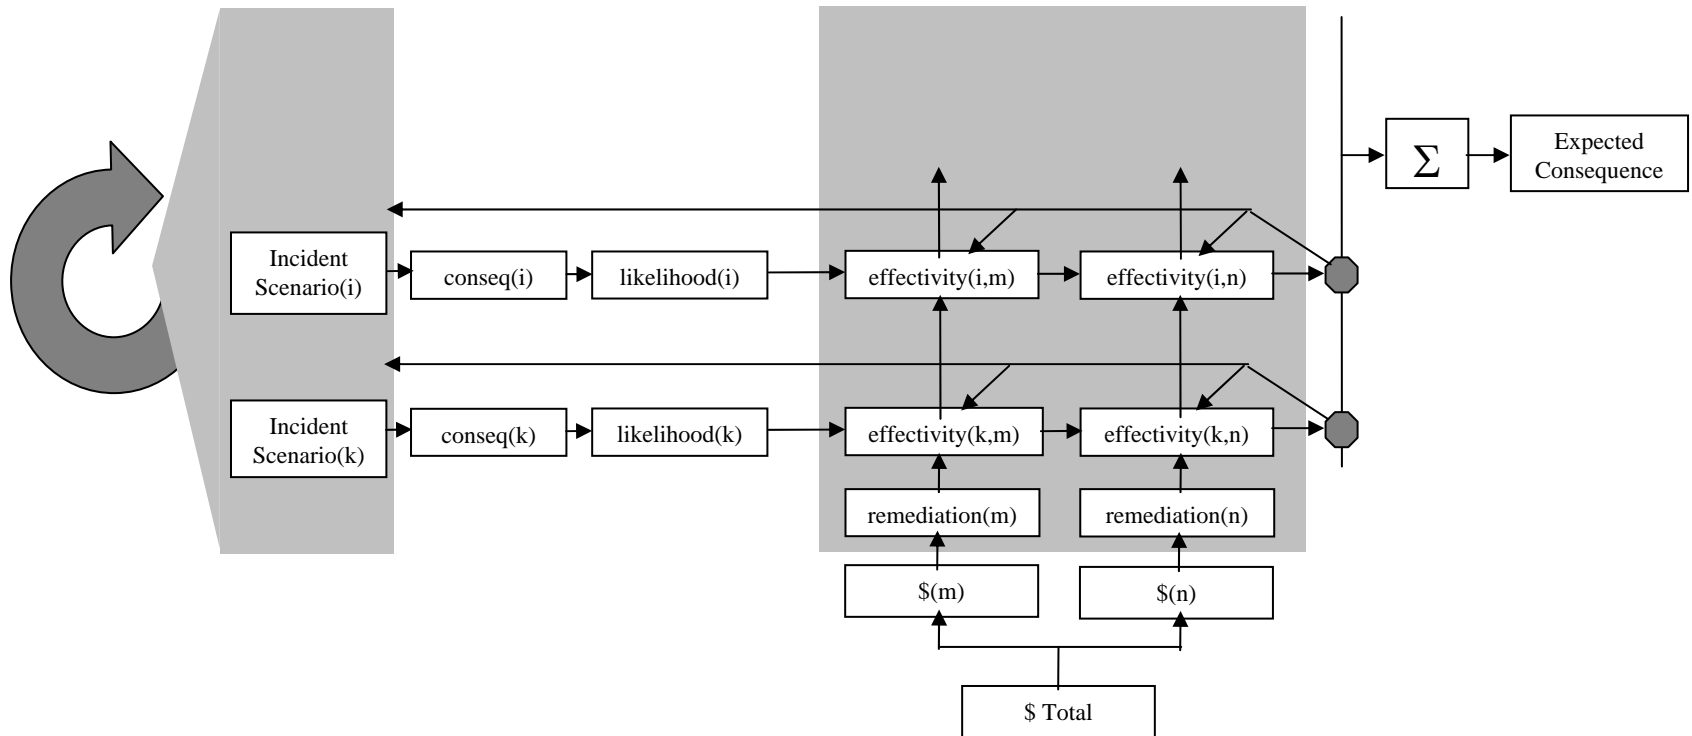 Σ
Expected
Consequence
Incident
Scenario(i)
conseq(i)
likelihood(i)
effectivity(i,m)
effectivity(i,n)
Incident
Scenario(k)
conseq(k)
likelihood(k)
effectivity(k,m)
effectivity(k,n)
remediation(m)
remediation(n)
$(m)
$(n)
$ Total